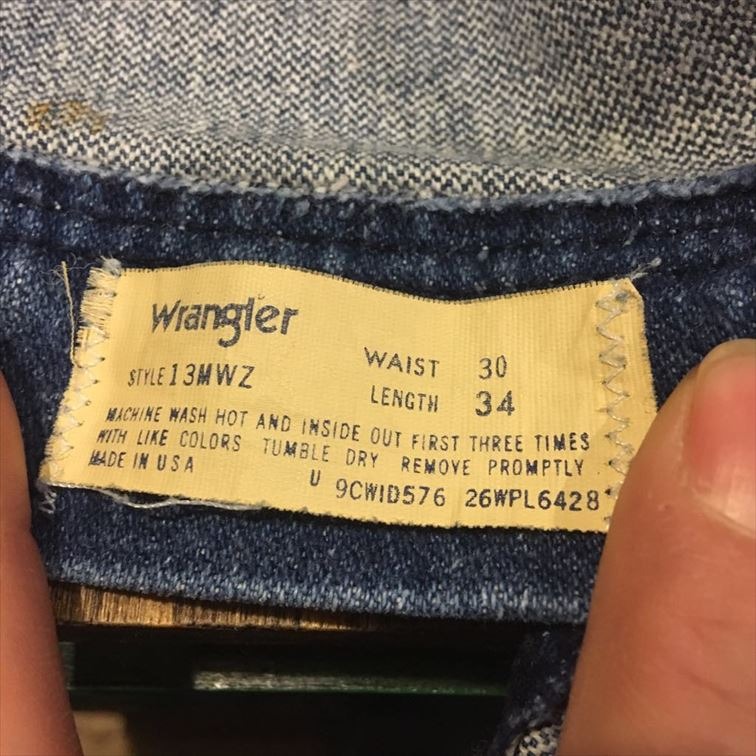 Wrangler
STYLE 13MWZ
WAIST 30
LENGTH 34
MACHINE WASH HOT AND INSIDE OUT FIRST THREE TIMES
WITH LIKE COLORS TUMBLE DRY REMOVE PROMPTLY
MADE IN USA
U 9CWID576 26WPL6428